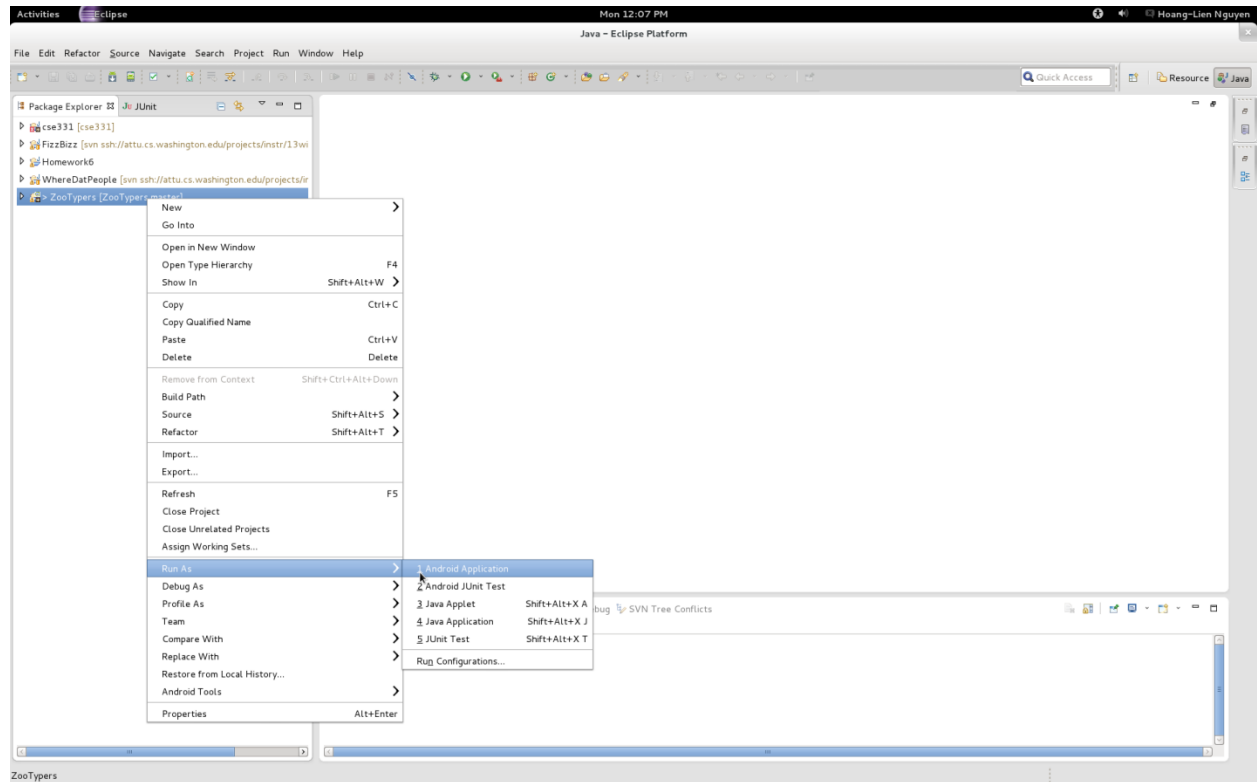 Activities Eclipse Mon 12:07 PM Hoang-Lien Nguyen
Java - Eclipse Platform
File Edit Refactor Source Navigate Search Project Run Window Help
Quick Access Resource Java
Package Explorer JUnit
cse331 [cse331]
FizzBizz [svn ssh://attu.cs.washington.edu/projects/instr/13wi
Homework6
WhereDatPeople [svn ssh://attu.cs.washington.edu/projects/ir
> ZooTypers [ZooTypers master]
New
Go Into
Open in New Window
Open Type Hierarchy F4
Show In Shift+Alt+W
Copy Ctrl+C
Copy Qualified Name
Paste Ctrl+V
Delete Delete
Remove from Context Shift+Ctrl+Alt+Down
Build Path
Source Shift+Alt+S
Refactor Shift+Alt+T
Import...
Export...
Refresh F5
Close Project
Close Unrelated Projects
Assign Working Sets...
Run As
Debug As
Profile As
Team
Compare With
Replace With
Restore from Local History...
Android Tools
Properties Alt+Enter
1 Android Application
2 Android JUnit Test
3 Java Applet Shift+Alt+X A
4 Java Application Shift+Alt+X J
5 JUnit Test Shift+Alt+X T
Run Configurations...
bug SVN Tree Conflicts
ZooTypers